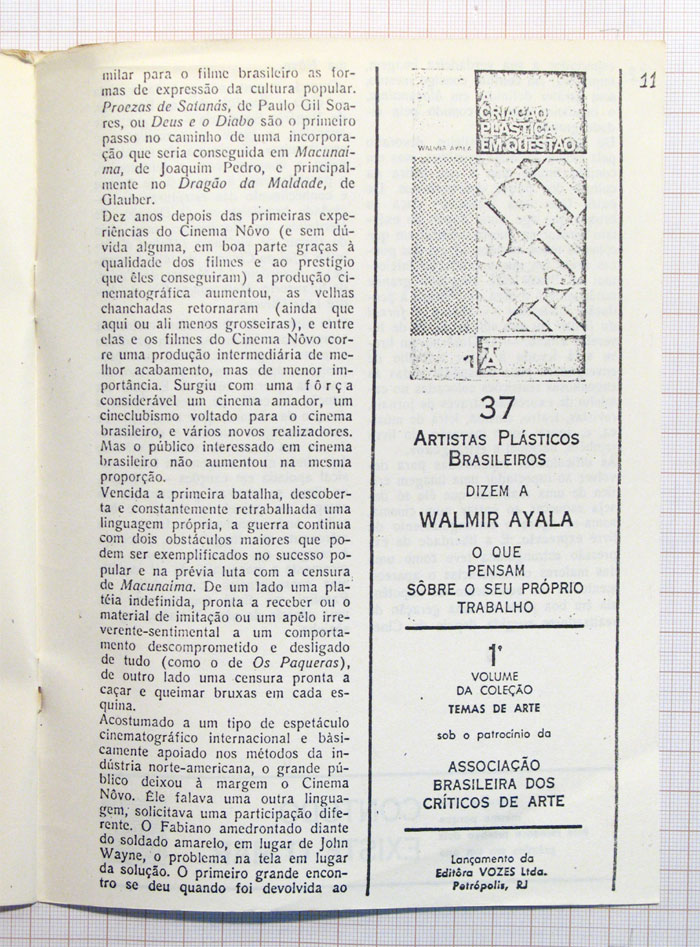 milar para o filme brasileiro as for-
mas de expressão da cultura popular.
Proezas de Satanás, de Paulo Gil Soa-
res, ou Deus e o Diabo são o primeiro
passo no caminho de uma incorpora-
ção que seria conseguida em Macunaí-
ma, de Joaquim Pedro, e principal-
mente no Dragão da Maldade, de
Glauber.
Dez anos depois das primeiras expe-
riências do Cinema Nôvo (e sem dú-
vida alguma, em boa parte graças à
qualidade dos filmes e ao prestígio
que êles conseguiram) a produção ci-
nematográfica aumentou, as velhas
chanchadas retornaram (ainda que
aqui ou ali menos grosseiras), e entre
elas e os filmes do Cinema Nôvo cor-
re uma produção intermediária de me-
lhor acabamento, mas de menor im-
portância. Surgiu com uma fôrça
considerável um cinema amador, um
cineclubismo voltado para o cinema
brasileiro, e vários novos realizadores.
Mas o público interessado em cinema
brasileiro não aumentou na mesma
proporção.
Vencida a primeira batalha, descober-
ta e constantemente retrabalhada uma
linguagem própria, a guerra continua
com dois obstáculos maiores que po-
dem ser exemplificados no sucesso po-
pular e na prévia luta com a censura
de Macunaíma. De um lado uma pla-
téia indefinida, pronta a receber ou o
material de imitação ou um apêlo irre-
verente-sentimental a um comporta-
mento descomprometido e desligado
de tudo (como o de Os Paqueras),
de outro lado uma censura pronta a
caçar e queimar bruxas em cada es-
quina.
Acostumado a um tipo de espetáculo
cinematográfico internacional e bàsi-
camente apoiado nos métodos da in-
dústria norte-americana, o grande pú-
blico deixou à margem o Cinema
Nôvo. Êle falava uma outra lingua-
gem, solicitava uma participação dife-
rente. O Fabiano amedrontado diante
do soldado amarelo, em lugar de John
Wayne, o problema na tela em lugar
da solução. O primeiro grande encon-
tro se deu quando foi devolvida ao
11
A
CRIAÇÃO
PLÁSTICA
EM QUESTÃO
WALMIR AYALA
1
37
ARTISTAS PLÁSTICOS
BRASILEIROS
DIZEM A
WALMIR AYALA
O QUE
PENSAM
SÔBRE O SEU PRÓPRIO
TRABALHO
1º
VOLUME
DA COLEÇÃO
TEMAS DE ARTE
sob o patrocínio da
ASSOCIAÇÃO
BRASILEIRA DOS
CRÍTICOS DE ARTE
Lançamento da
Editôra VOZES Ltda.
Petrópolis, RJ